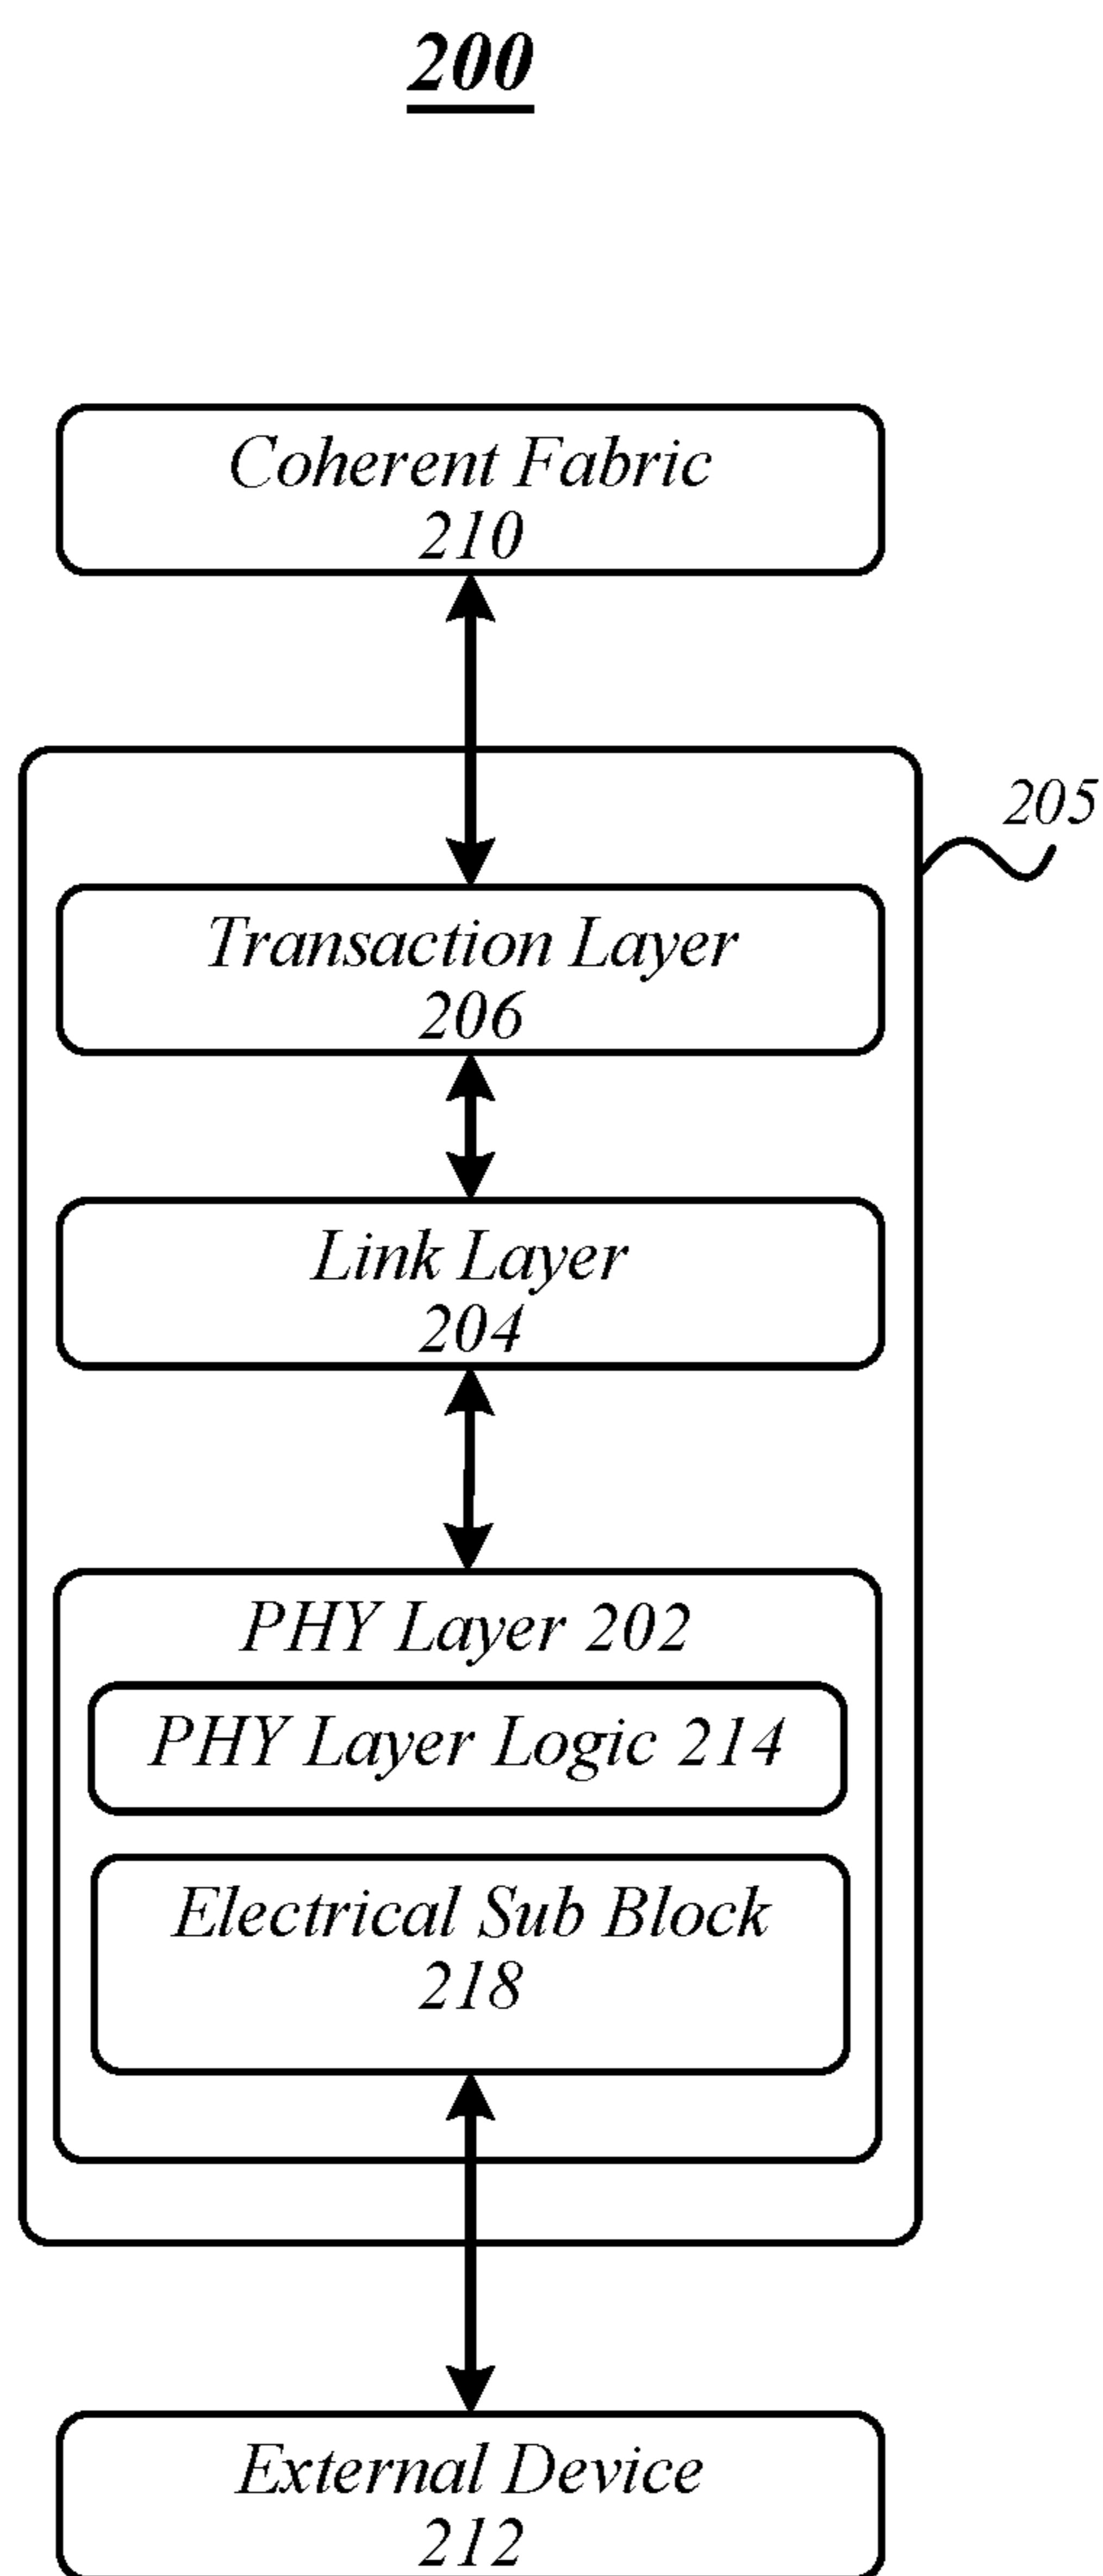 200
Coherent Fabric
210
205
Transaction Layer
206
Link Layer
204
PHY Layer 202
PHY Layer Logic 214
Electrical Sub Block
218
External Device
212